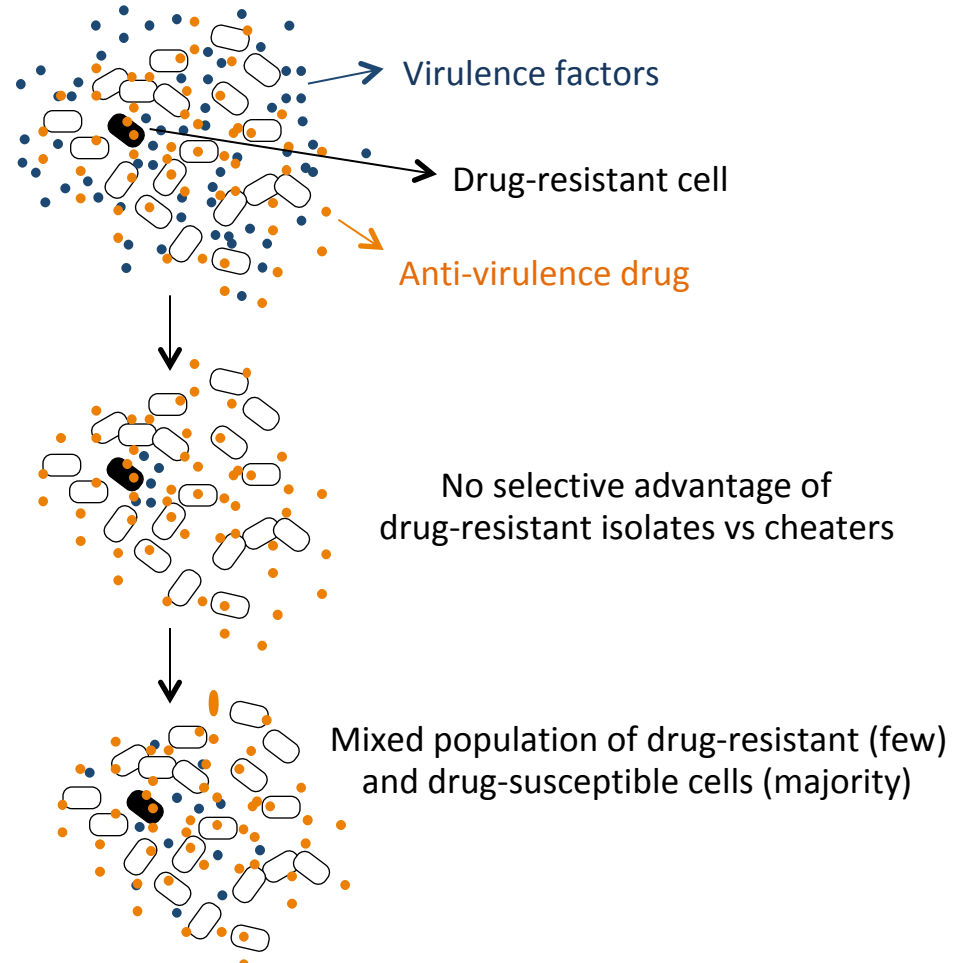 Virulence factors
Drug-resistant cell
Anti-virulence drug
No selective advantage of
drug-resistant isolates vs cheaters
Mixed population of drug-resistant (few)
and drug-susceptible cells (majority)